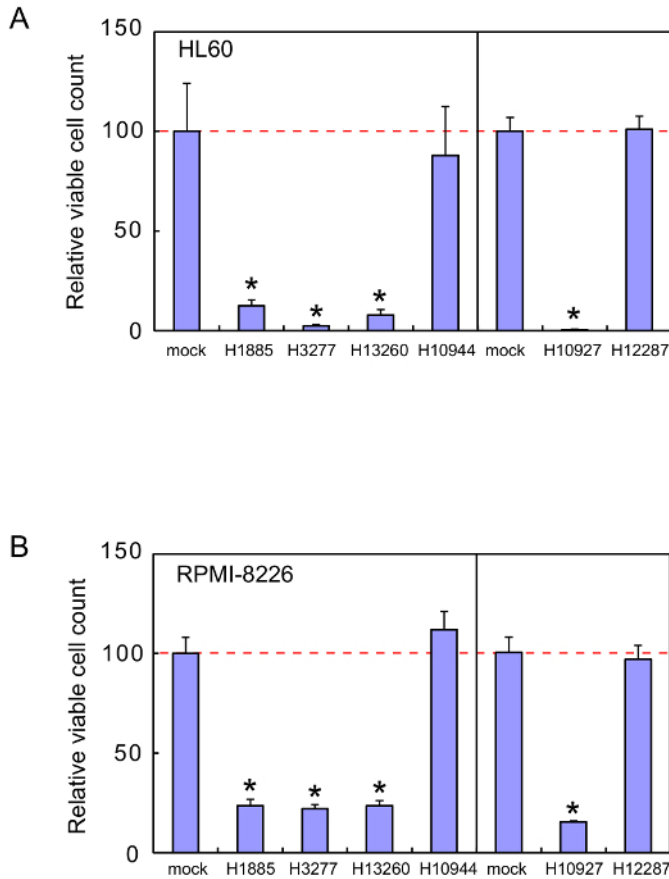 A
150
HL60
100
50
0
Relative viable cell count
*
*
*
*
mock H1885 H3277 H13260 H10944 mock H10927 H12287
B
150
RPMI-8226
100
50
0
Relative viable cell count
*
*
*
*
mock H1885 H3277 H13260 H10944 mock H10927 H12287